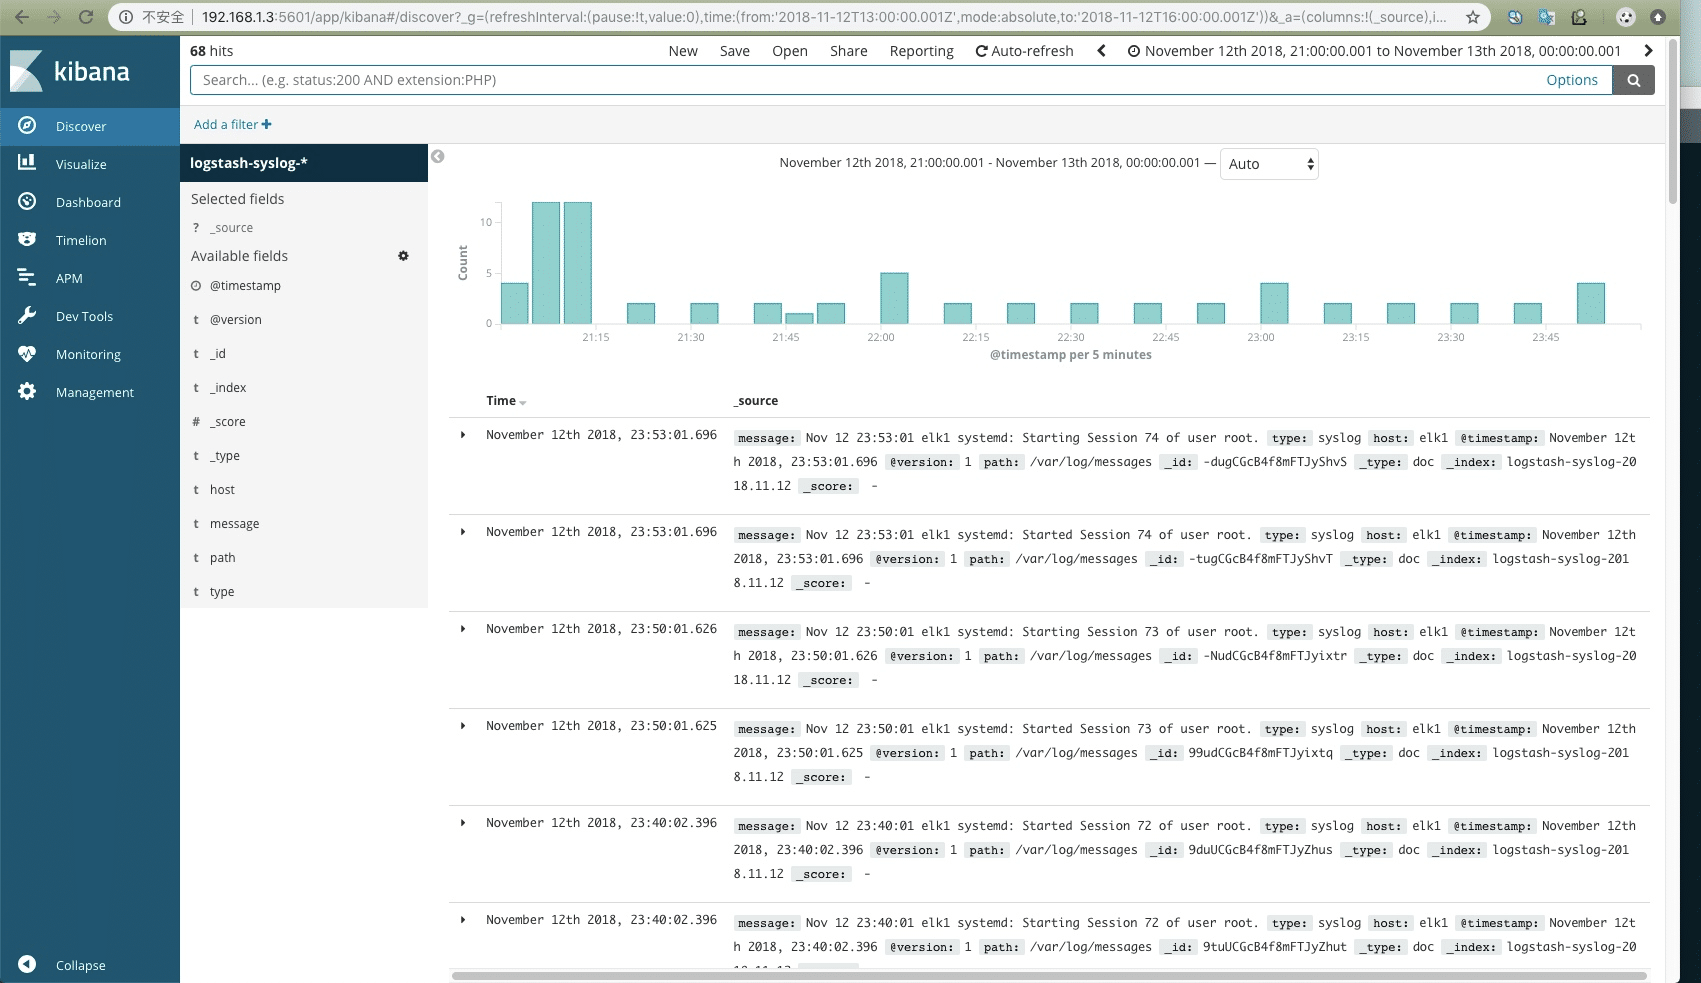 不安全 192.168.1.3:5601/app/kibana#/discover?_g=(refreshInterval:(pause:!t,value:0),time:(from:'2018-11-12T13:00:00.001Z',mode:absolute,to:'2018-11-12T16:00:00.001Z'))&_a=(columns:!(_source),i...
kibana
Discover
Visualize
Dashboard
Timelion
APM
Dev Tools
Monitoring
Management
Collapse
68 hits
New Save Open Share Reporting Auto-refresh November 12th 2018, 21:00:00.001 to November 13th 2018, 00:00:00.001
Search... (e.g. status:200 AND extension:PHP) Options
Add a filter +
logstash-syslog-*
Selected fields
? _source
Available fields
@timestamp
t @version
t _id
t _index
# _score
t _type
t host
t message
t path
t type
November 12th 2018, 21:00:00.001 - November 13th 2018, 00:00:00.001 — Auto
Count
10
5
0
21:15 21:30 21:45 22:00 22:15 22:30 22:45 23:00 23:15 23:30 23:45
@timestamp per 5 minutes
Time _source
November 12th 2018, 23:53:01.696 message: Nov 12 23:53:01 elk1 systemd: Starting Session 74 of user root. type: syslog host: elk1 @timestamp: November 12t
h 2018, 23:53:01.696 @version: 1 path: /var/log/messages _id: -dugCGcB4f8mFTJyShvS _type: doc _index: logstash-syslog-20
18.11.12 _score: -
November 12th 2018, 23:53:01.696 message: Nov 12 23:53:01 elk1 systemd: Started Session 74 of user root. type: syslog host: elk1 @timestamp: November 12th
2018, 23:53:01.696 @version: 1 path: /var/log/messages _id: -tugCGcB4f8mFTJyShvT _type: doc _index: logstash-syslog-201
8.11.12 _score: -
November 12th 2018, 23:50:01.626 message: Nov 12 23:50:01 elk1 systemd: Starting Session 73 of user root. type: syslog host: elk1 @timestamp: November 12t
h 2018, 23:50:01.626 @version: 1 path: /var/log/messages _id: -NudCGcB4f8mFTJyixtr _type: doc _index: logstash-syslog-20
18.11.12 _score: -
November 12th 2018, 23:50:01.625 message: Nov 12 23:50:01 elk1 systemd: Started Session 73 of user root. type: syslog host: elk1 @timestamp: November 12th
2018, 23:50:01.625 @version: 1 path: /var/log/messages _id: 99udCGcB4f8mFTJyixtq _type: doc _index: logstash-syslog-201
8.11.12 _score: -
November 12th 2018, 23:40:02.396 message: Nov 12 23:40:01 elk1 systemd: Started Session 72 of user root. type: syslog host: elk1 @timestamp: November 12th
2018, 23:40:02.396 @version: 1 path: /var/log/messages _id: 9duUCGcB4f8mFTJyZhus _type: doc _index: logstash-syslog-201
8.11.12 _score: -
November 12th 2018, 23:40:02.396 message: Nov 12 23:40:01 elk1 systemd: Starting Session 72 of user root. type: syslog host: elk1 @timestamp: November 12t
h 2018, 23:40:02.396 @version: 1 path: /var/log/messages _id: 9tuUCGcB4f8mFTJyZhut _type: doc _index: logstash-syslog-20